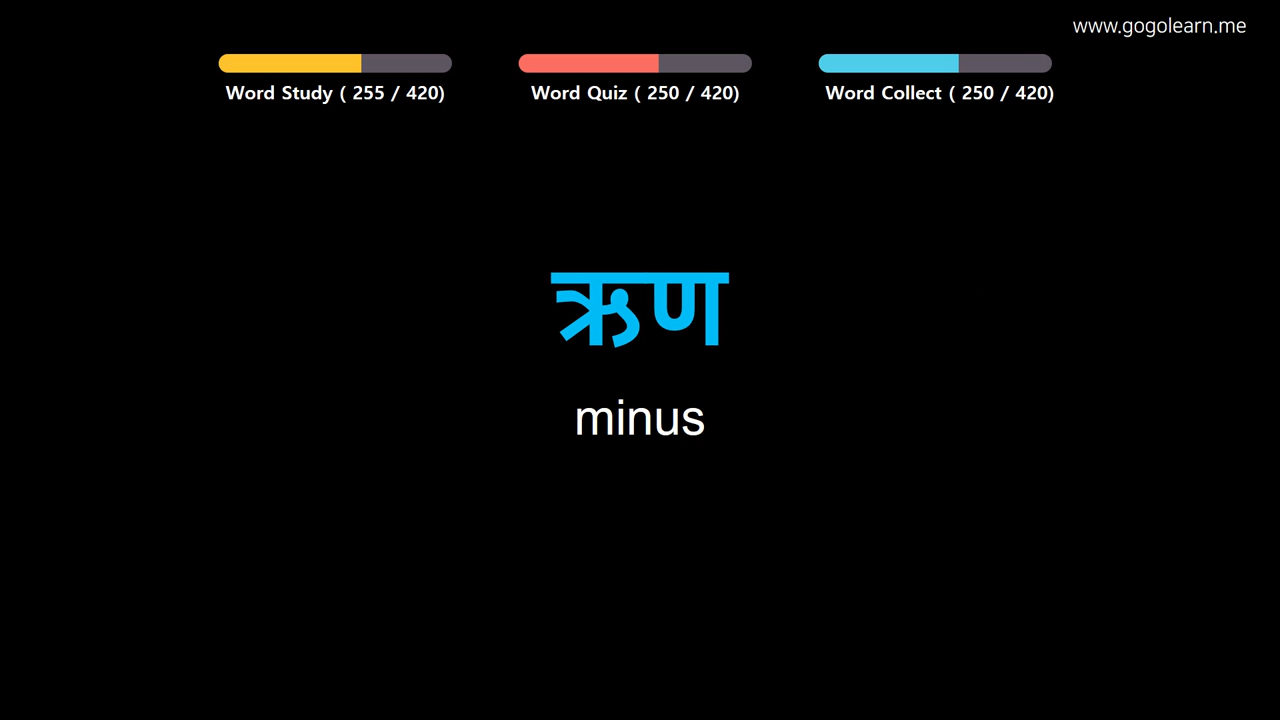 www.gogolearn.me
Word Study ( 255 / 420)
Word Quiz ( 250 / 420)
Word Collect ( 250 / 420)
ऋण
minus